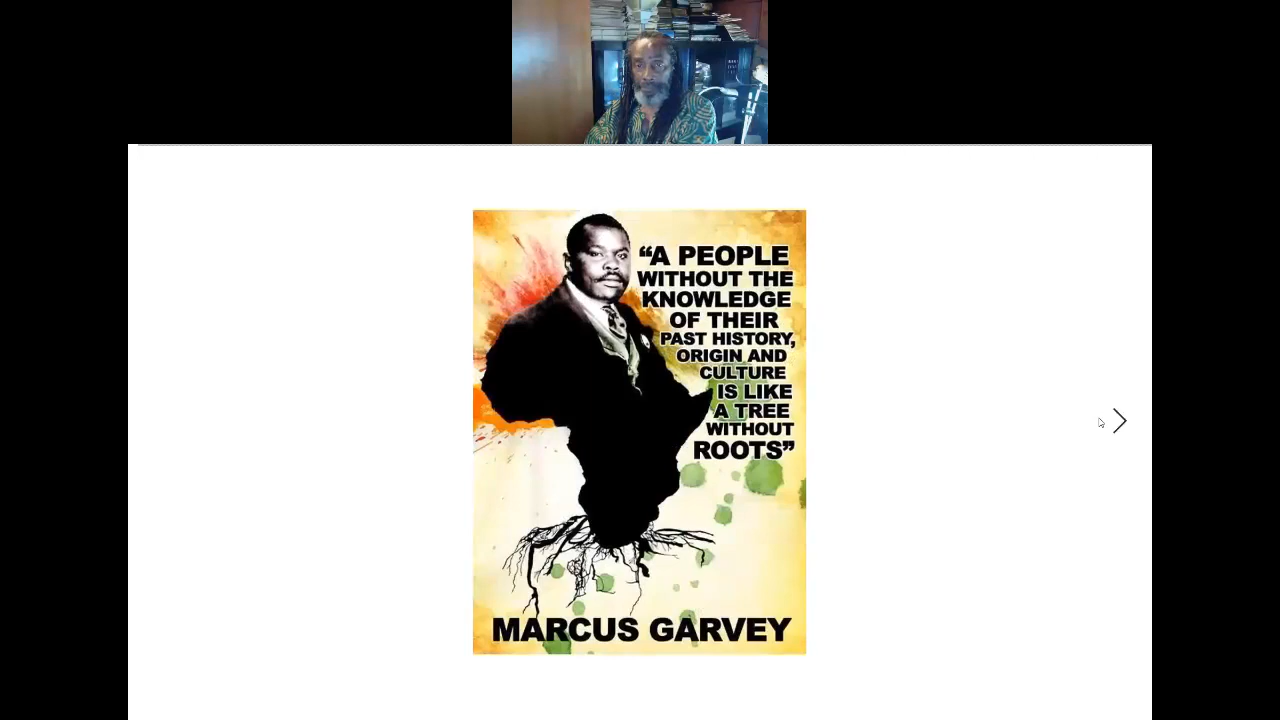 “A PEOPLE
WITHOUT THE
KNOWLEDGE
OF THEIR
PAST HISTORY,
ORIGIN AND
CULTURE
IS LIKE
A TREE
WITHOUT
ROOTS”
MARCUS GARVEY